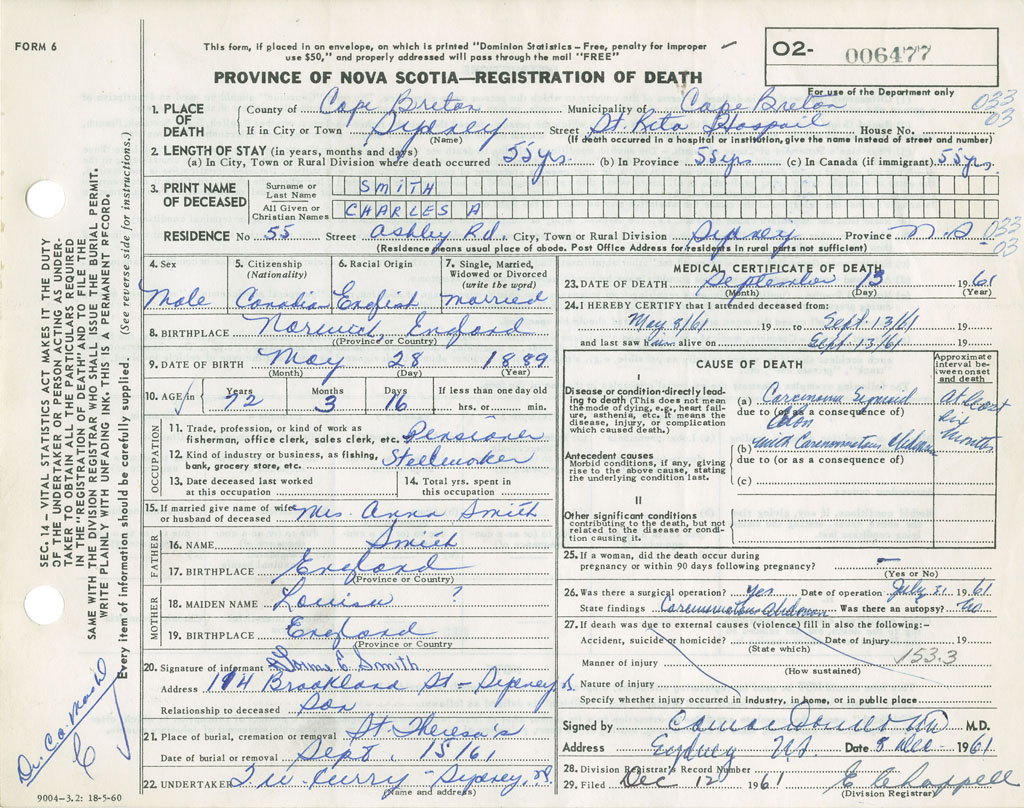 FORM 6
This form, if placed in an envelope, on which is printed "Dominion Statistics—Free, penalty for improper
use $50," and properly addressed will pass through the mail "FREE"
PROVINCE OF NOVA SCOTIA—REGISTRATION OF DEATH
02- 006477
For use of the Department only
033
03
1. PLACE OF DEATH
County of Cape Breton Municipality of Cape Breton
If in City or Town Sydney Street St. Rita Hospail House No.
(Name) (If death occurred in a hospital or institution, give the name instead of street and number)
2. LENGTH OF STAY (in years, months and days)
(a) In City, Town or Rural Division where death occurred 55 yrs. (b) In Province 55 yrs (c) In Canada (if immigrant) 55 yrs.
3. PRINT NAME OF DECEASED
Surname or Last Name SMITH
All Given or Christian Names CHARLES A
RESIDENCE No 55 Street Ashley Rd. City, Town or Rural Division Sydney Province N.S
033
03
(Residence means usual place of abode. Post Office Address for residents in rural parts not sufficient)
4. Sex Male
5. Citizenship (Nationality) Canadian
6. Racial Origin English
7. Single, Married, Widowed or Divorced (write the word) married
8. BIRTHPLACE Norwich, England
(Province or Country)
9. DATE OF BIRTH May 28 1889
(Month) (Day) (Year)
10. AGE in Years 72 Months 3 Days 16 If less than one day old
hrs. or min.
OCCUPATION
11. Trade, profession, or kind of work as
fisherman, office clerk, sales clerk, etc. Pensioner
12. Kind of industry or business, as fishing,
bank, grocery store, etc. Steelworker
13. Date deceased last worked
at this occupation
14. Total yrs. spent in
this occupation
15. If married give name of wife
or husband of deceased Mrs. Anna Smith
FATHER
16. NAME Smith
17. BIRTHPLACE England
(Province or Country)
MOTHER
18. MAIDEN NAME Louisa ?
19. BIRTHPLACE England
(Province or Country)
20. Signature of informant E. Smith
Address 114 Brookland St - Sydney
Relationship to deceased Son
21. Place of burial, cremation or removal St. Theresa's
Date of burial or removal Sept. 15/61
22. UNDERTAKER T.W. Curry - Sydney, N.S.
(Name and address)
MEDICAL CERTIFICATE OF DEATH
23. DATE OF DEATH September 13 1961
(Month) (Day) (Year)
24. I HEREBY CERTIFY that I attended deceased from:
May 8/61 19 to Sept. 13/61 19
and last saw him alive on Sept. 13/61 19
CAUSE OF DEATH
Approximate interval between onset and death
I
Disease or condition directly leading to death (This does not mean the mode of dying, e.g., heart failure, asthenia, etc. It means the disease, injury, or complication which caused death.)
(a) Carcinoma Sigmoid
due to (or as a consequence of)
Colon
at least six months
Antecedent causes
Morbid conditions, if any, giving rise to the above cause, stating the underlying condition last.
(b) with
due to (or as a consequence of)
(c)
II
Other significant conditions
contributing to the death, but not related to the disease or condition causing it.
25. If a woman, did the death occur during
pregnancy or within 90 days following pregnancy? –
(Yes or No)
26. Was there a surgical operation? Yes Date of operation July 31 1961
State findings Was there an autopsy? No
27. If death was due to external causes (violence) fill in also the following:-
Accident, suicide or homicide? Date of injury 19
(State which)
Manner of injury 153.3
(How sustained)
Nature of injury
Specify whether injury occurred in industry, in home, or in public place
Signed by M.D.
Address Sydney N.S. Date 8 Dec - 1961
28. Division Registrar's Record Number
29. Filed Dec 12 1961
(Division Registrar)
SEC. 14 - VITAL STATISTICS ACT MAKES IT THE DUTY
OF THE UNDERTAKER OR PERSON ACTING AS UNDER-
TAKER TO OBTAIN ALL THE PARTICULARS REQUIRED
IN THE "REGISTRATION OF DEATH" AND TO FILE THE
SAME WITH THE DIVISION REGISTRAR WHO SHALL ISSUE THE BURIAL PERMIT.
WRITE PLAINLY WITH UNFADING INK. THIS IS A PERMANENT RECORD.
Every item of information should be carefully supplied. (See reverse side for instructions.)
9004-3.2: 18-5-60